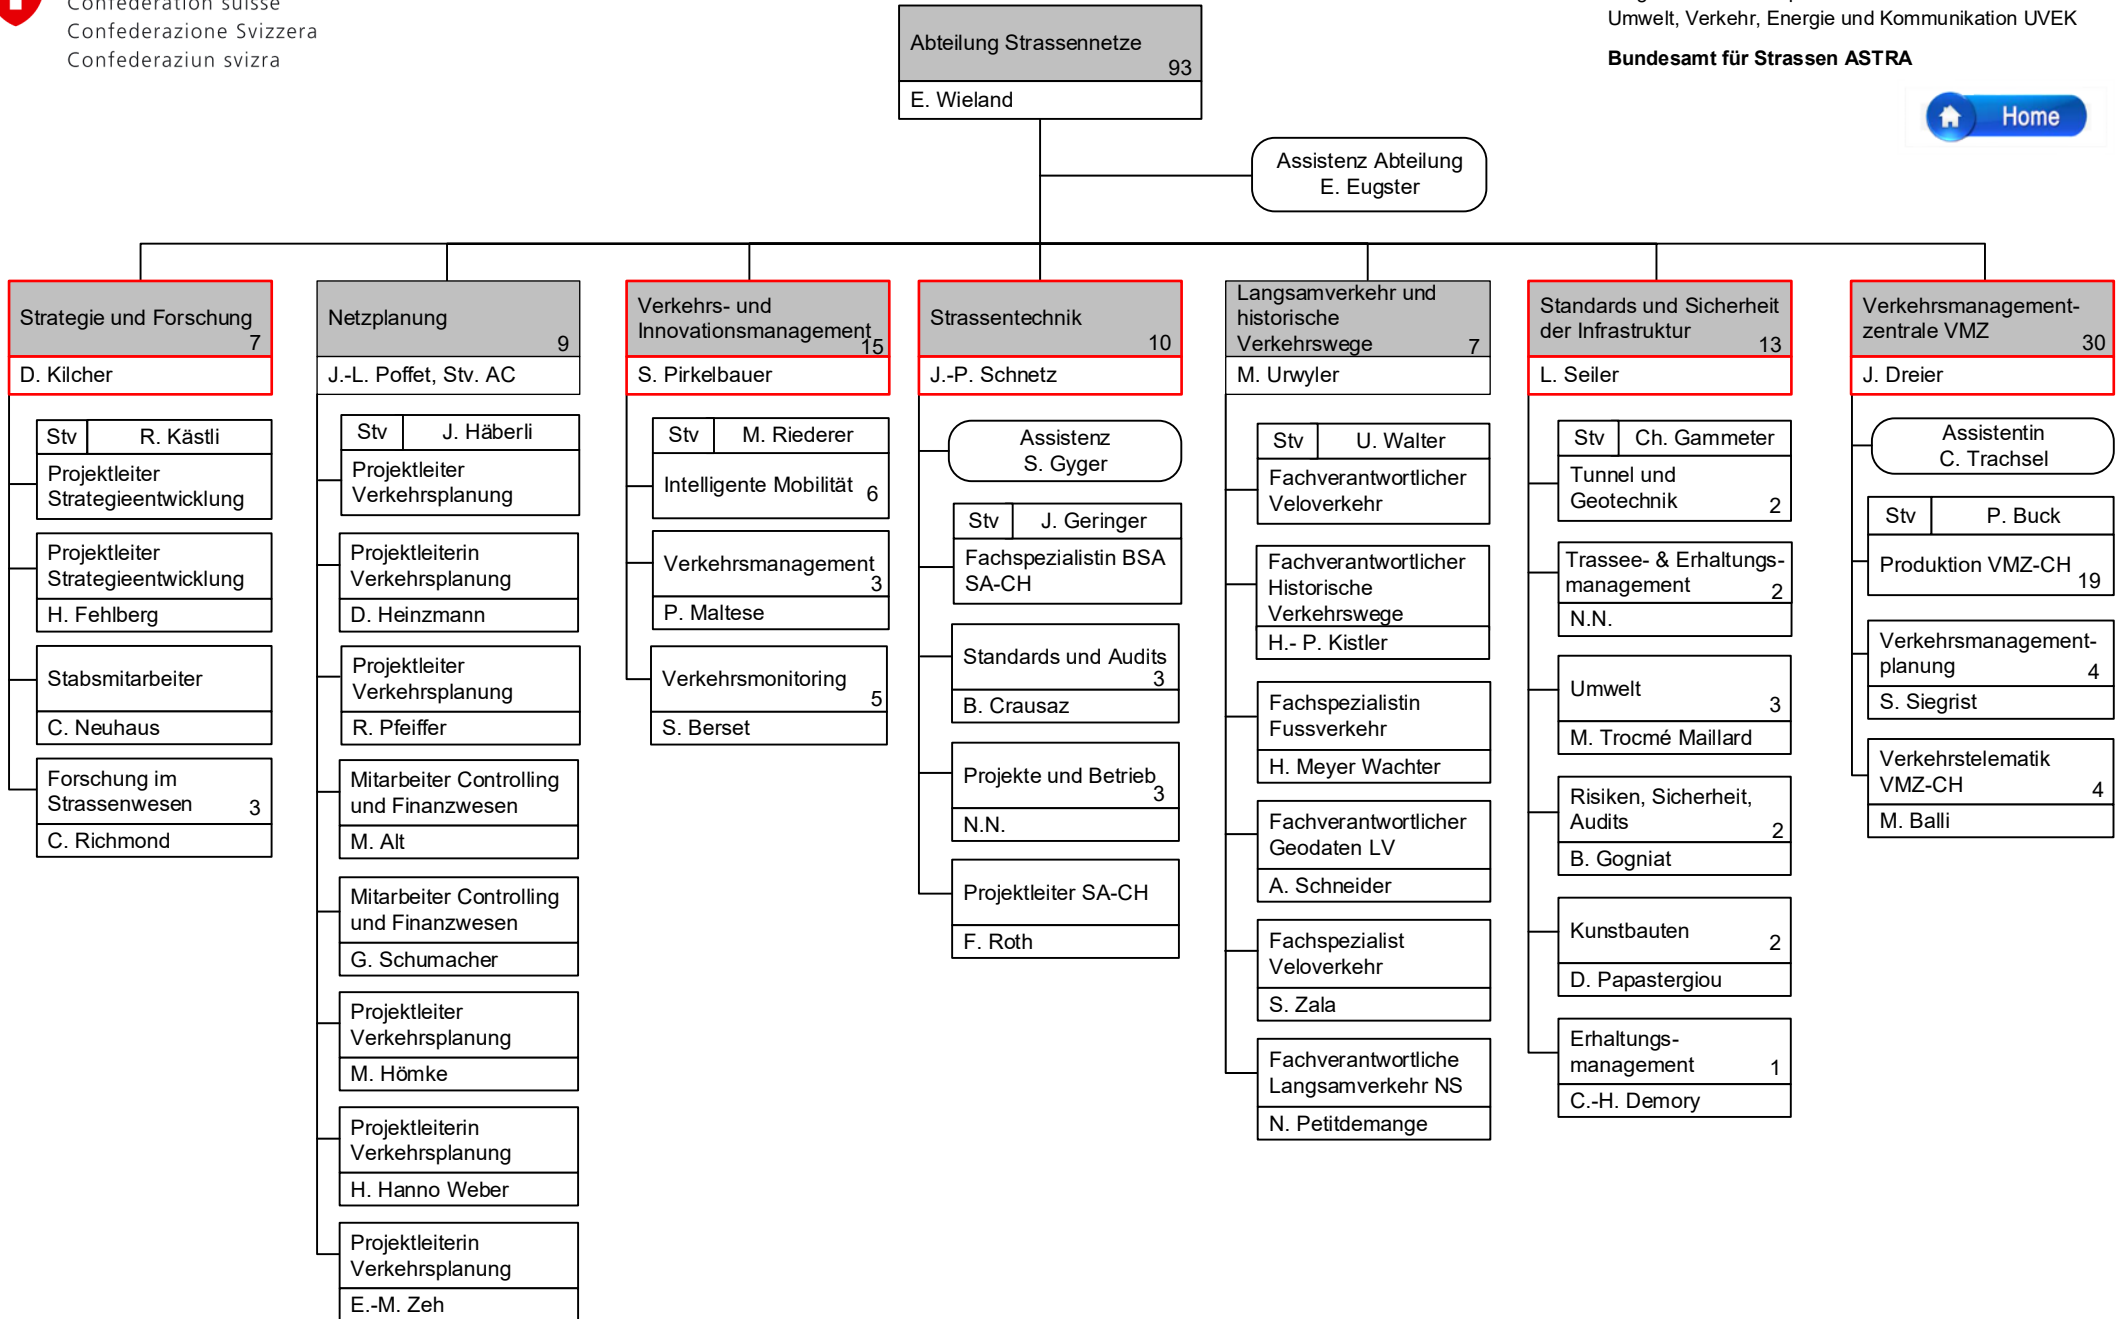 Confédération suisse
Confederazione Svizzera
Confederaziun svizra
Umwelt, Verkehr, Energie und Kommunikation UVEK
Bundesamt für Strassen ASTRA
Home
Abteilung Strassennetze
93
E. Wieland
Assistenz Abteilung
E. Eugster
Strategie und Forschung
7
D. Kilcher
Stv R. Kästli
Projektleiter
Strategieentwicklung
Projektleiter
Strategieentwicklung
H. Fehlberg
Stabsmitarbeiter
C. Neuhaus
Forschung im
Strassenwesen 3
C. Richmond
Netzplanung
9
J.-L. Poffet, Stv. AC
Stv J. Häberli
Projektleiter
Verkehrsplanung
Projektleiterin
Verkehrsplanung
D. Heinzmann
Projektleiter
Verkehrsplanung
R. Pfeiffer
Mitarbeiter Controlling
und Finanzwesen
M. Alt
Mitarbeiter Controlling
und Finanzwesen
G. Schumacher
Projektleiter
Verkehrsplanung
M. Hömke
Projektleiterin
Verkehrsplanung
H. Hanno Weber
Projektleiterin
Verkehrsplanung
E.-M. Zeh
Verkehrs- und
Innovationsmanagement
15
S. Pirkelbauer
Stv M. Riederer
Intelligente Mobilität 6
Verkehrsmanagement
3
P. Maltese
Verkehrsmonitoring
5
S. Berset
Strassentechnik
10
J.-P. Schnetz
Assistenz
S. Gyger
Stv J. Geringer
Fachspezialistin BSA
SA-CH
Standards und Audits
3
B. Crausaz
Projekte und Betrieb
3
N.N.
Projektleiter SA-CH
F. Roth
Langsamverkehr und
historische
Verkehrswege 7
M. Urwyler
Stv U. Walter
Fachverantwortlicher
Veloverkehr
Fachverantwortlicher
Historische
Verkehrswege
H.- P. Kistler
Fachspezialistin
Fussverkehr
H. Meyer Wachter
Fachverantwortlicher
Geodaten LV
A. Schneider
Fachspezialist
Veloverkehr
S. Zala
Fachverantwortliche
Langsamverkehr NS
N. Petitdemange
Standards und Sicherheit
der Infrastruktur 13
L. Seiler
Stv Ch. Gammeter
Tunnel und
Geotechnik 2
Trassee- & Erhaltungs-
management 2
N.N.
Umwelt
3
M. Trocmé Maillard
Risiken, Sicherheit,
Audits 2
B. Gogniat
Kunstbauten
2
D. Papastergiou
Erhaltungs-
management 1
C.-H. Demory
Verkehrsmanagement-
zentrale VMZ 30
J. Dreier
Assistentin
C. Trachsel
Stv P. Buck
Produktion VMZ-CH 19
Verkehrsmanagement-
planung 4
S. Siegrist
Verkehrstelematik
VMZ-CH 4
M. Balli